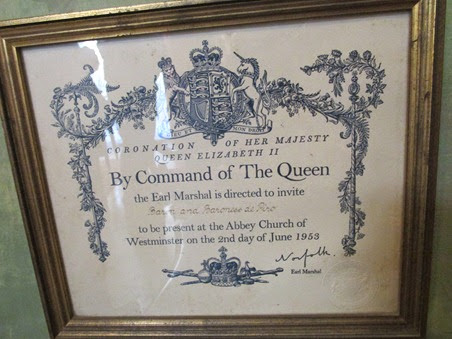 CORONATION OF HER MAJESTY
QUEEN ELIZABETH II
By Command of The Queen
the Earl Marshal is directed to invite
Baron and Baroness de Piro
to be present at the Abbey Church of
Westminster on the 2nd day of June 1953
Norfolk.
Earl Marshal